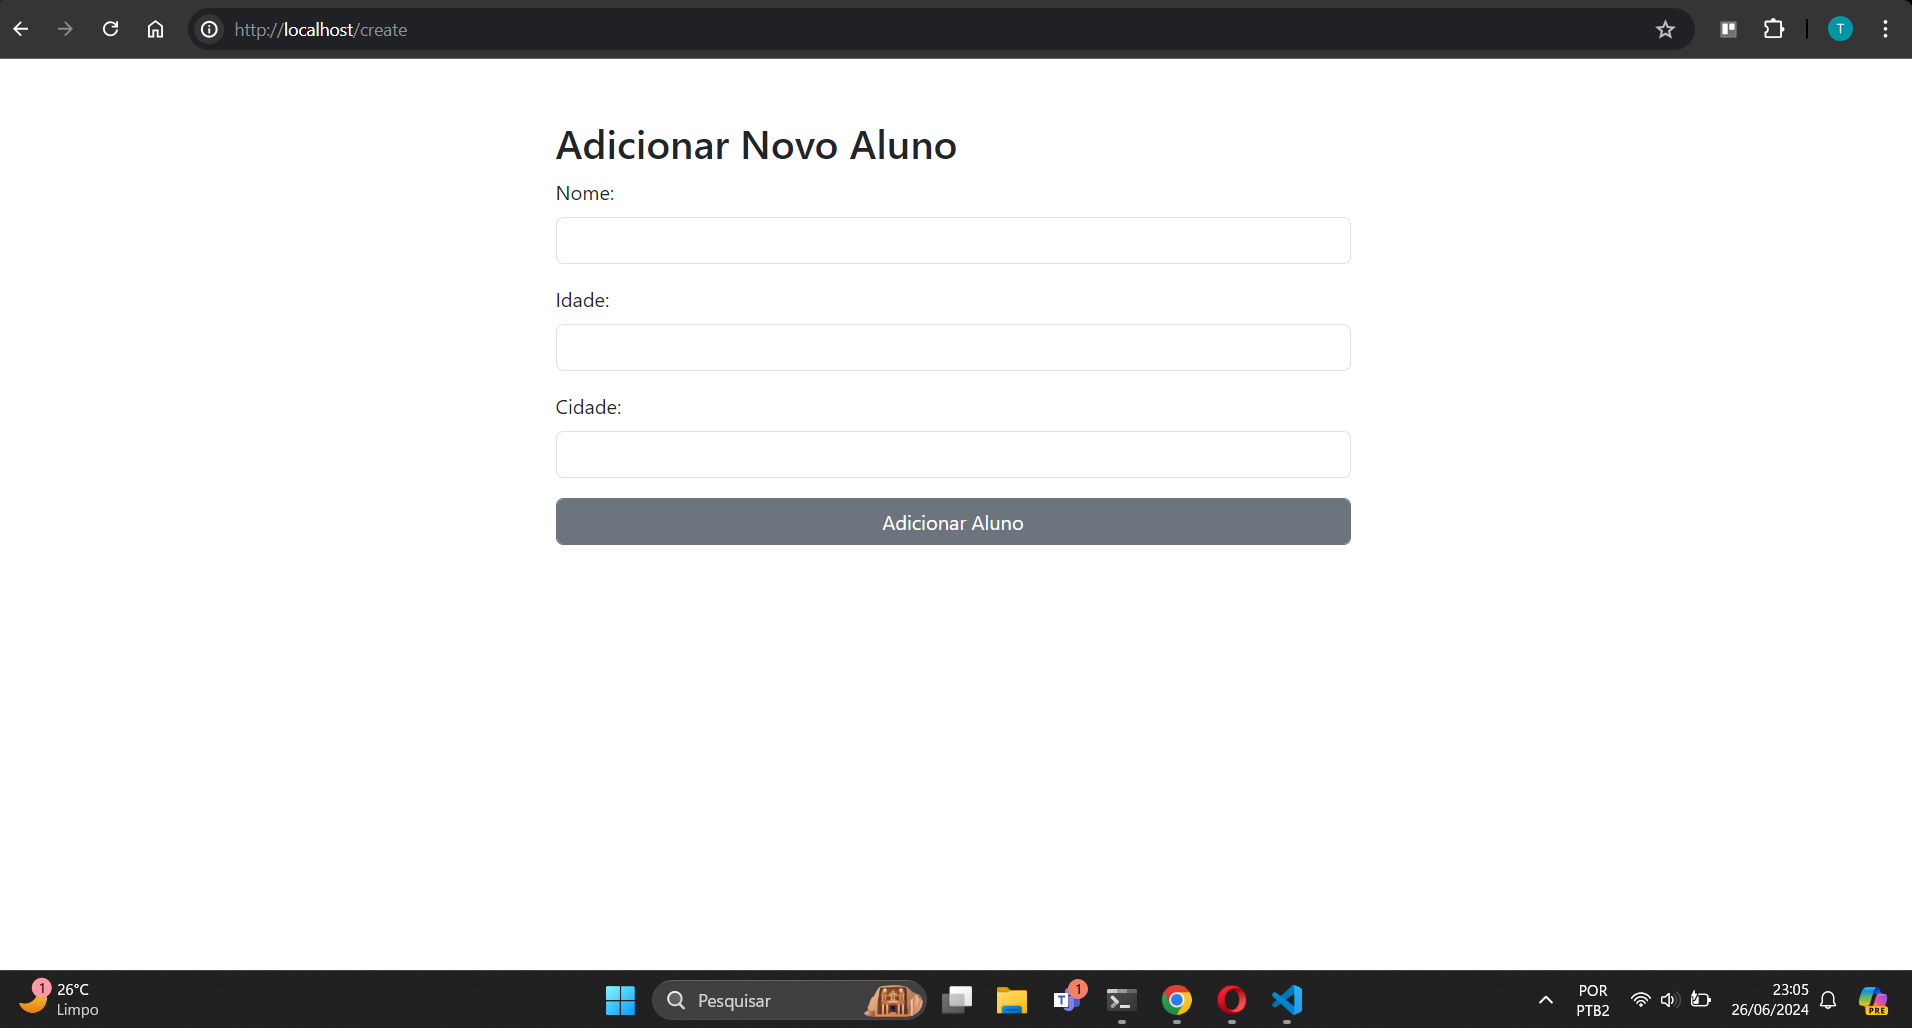 http://localhost/create
T
Adicionar Novo Aluno
Nome:
Idade:
Cidade:
Adicionar Aluno
1
26°C
Limpo
Pesquisar
T
1
POR
PTB2
23:05
26/06/2024
PRE